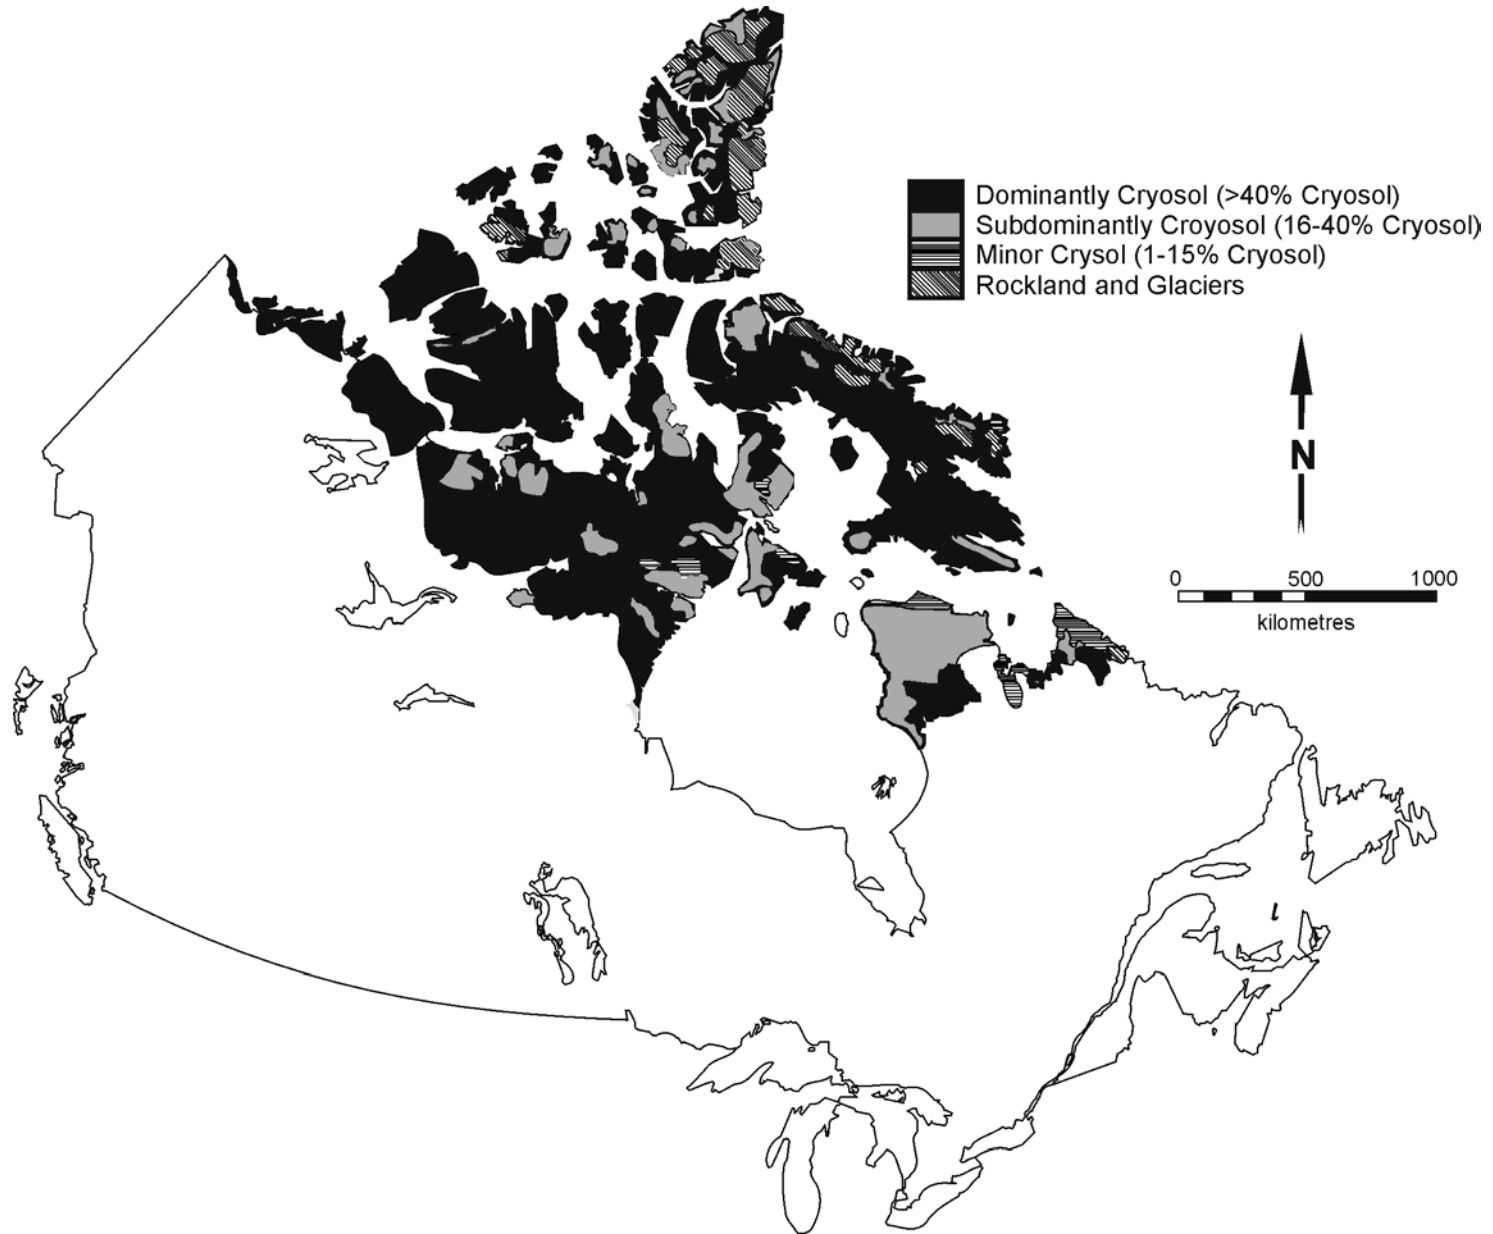 Dominantly Cryosol (>40% Cryosol)
Subdominantly Croyosol (16-40% Cryosol)
Minor Crysol (1-15% Cryosol)
Rockland and Glaciers
N
0 500 1000
kilometres